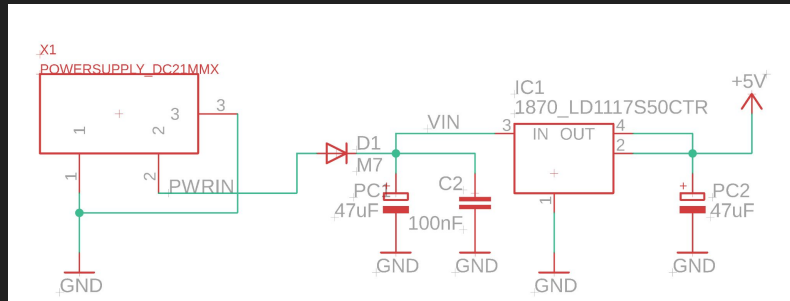 X1
POWERSUPPLY_DC21MMX
3
3
1
2
1
2
PWRIN
GND
D1
M7
VIN
PC1
47uF
C2
100nF
GND
GND
IC1
1870_LD1117S50CTR
3
IN
OUT
4
2
1
GND
+5V
PC2
47uF
GND